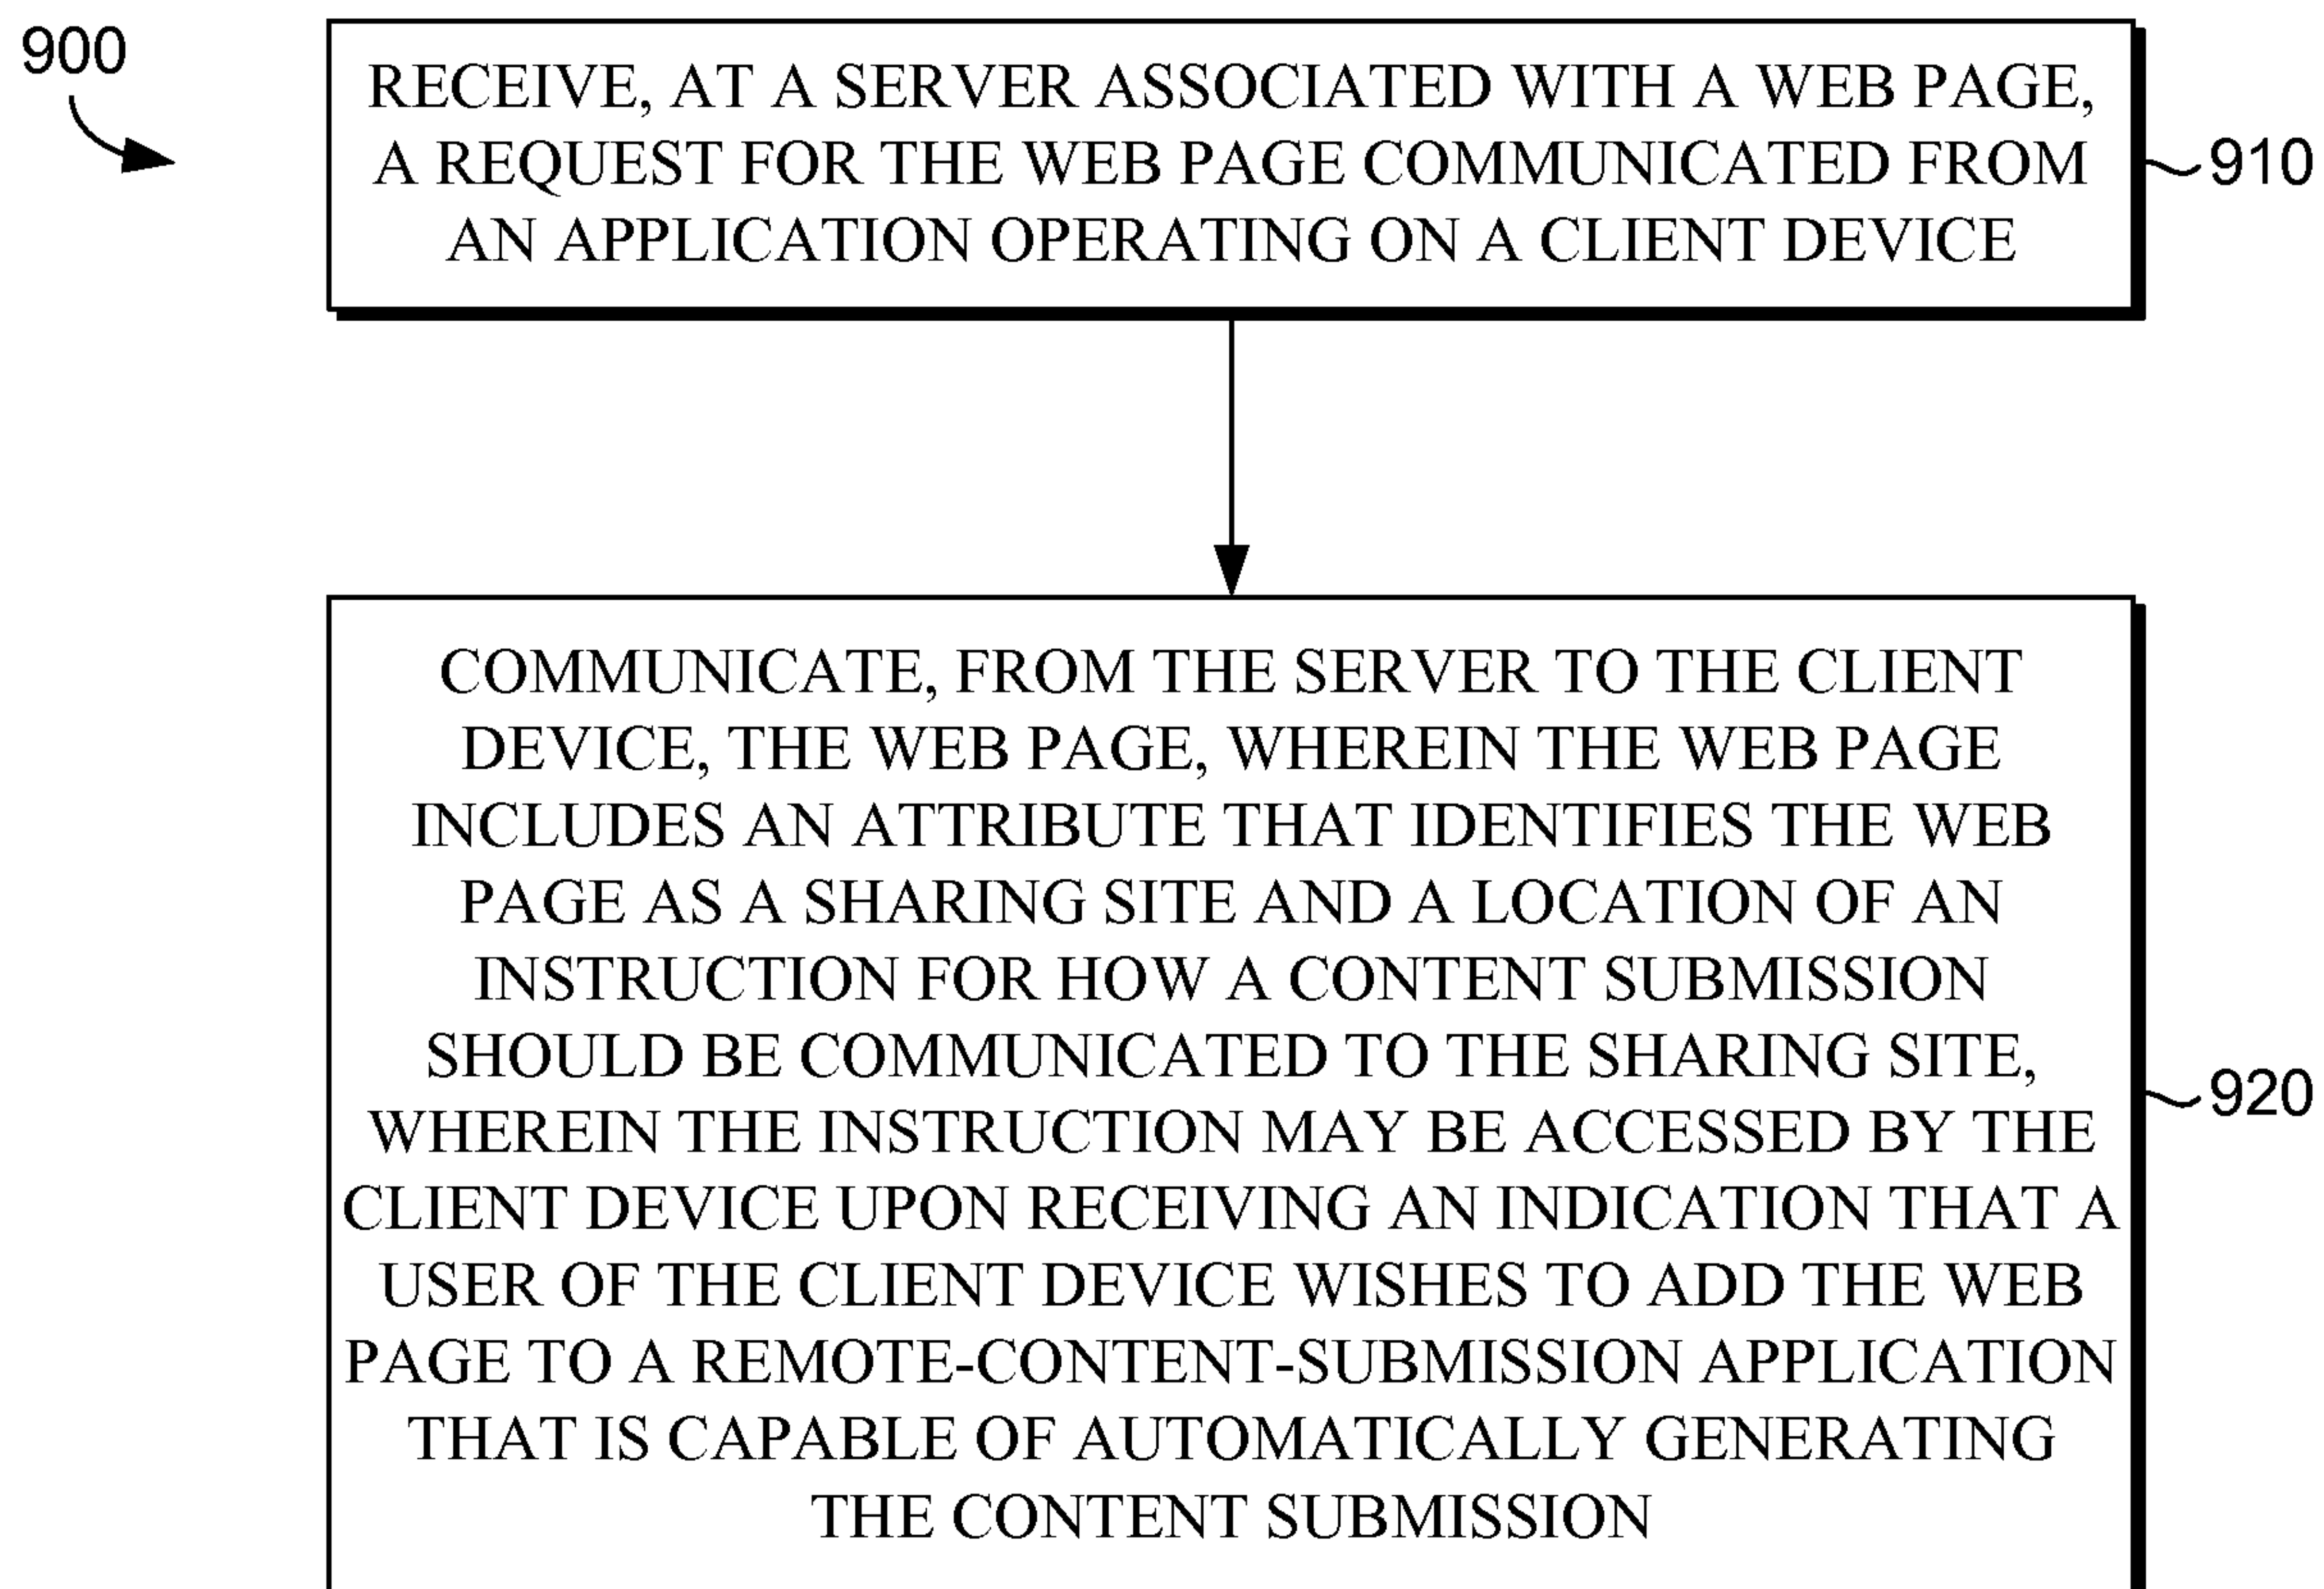 900
RECEIVE, AT A SERVER ASSOCIATED WITH A WEB PAGE,
A REQUEST FOR THE WEB PAGE COMMUNICATED FROM
AN APPLICATION OPERATING ON A CLIENT DEVICE
910
COMMUNICATE, FROM THE SERVER TO THE CLIENT
DEVICE, THE WEB PAGE, WHEREIN THE WEB PAGE
INCLUDES AN ATTRIBUTE THAT IDENTIFIES THE WEB
PAGE AS A SHARING SITE AND A LOCATION OF AN
INSTRUCTION FOR HOW A CONTENT SUBMISSION
SHOULD BE COMMUNICATED TO THE SHARING SITE,
WHEREIN THE INSTRUCTION MAY BE ACCESSED BY THE
CLIENT DEVICE UPON RECEIVING AN INDICATION THAT A
USER OF THE CLIENT DEVICE WISHES TO ADD THE WEB
PAGE TO A REMOTE-CONTENT-SUBMISSION APPLICATION
THAT IS CAPABLE OF AUTOMATICALLY GENERATING
THE CONTENT SUBMISSION
920